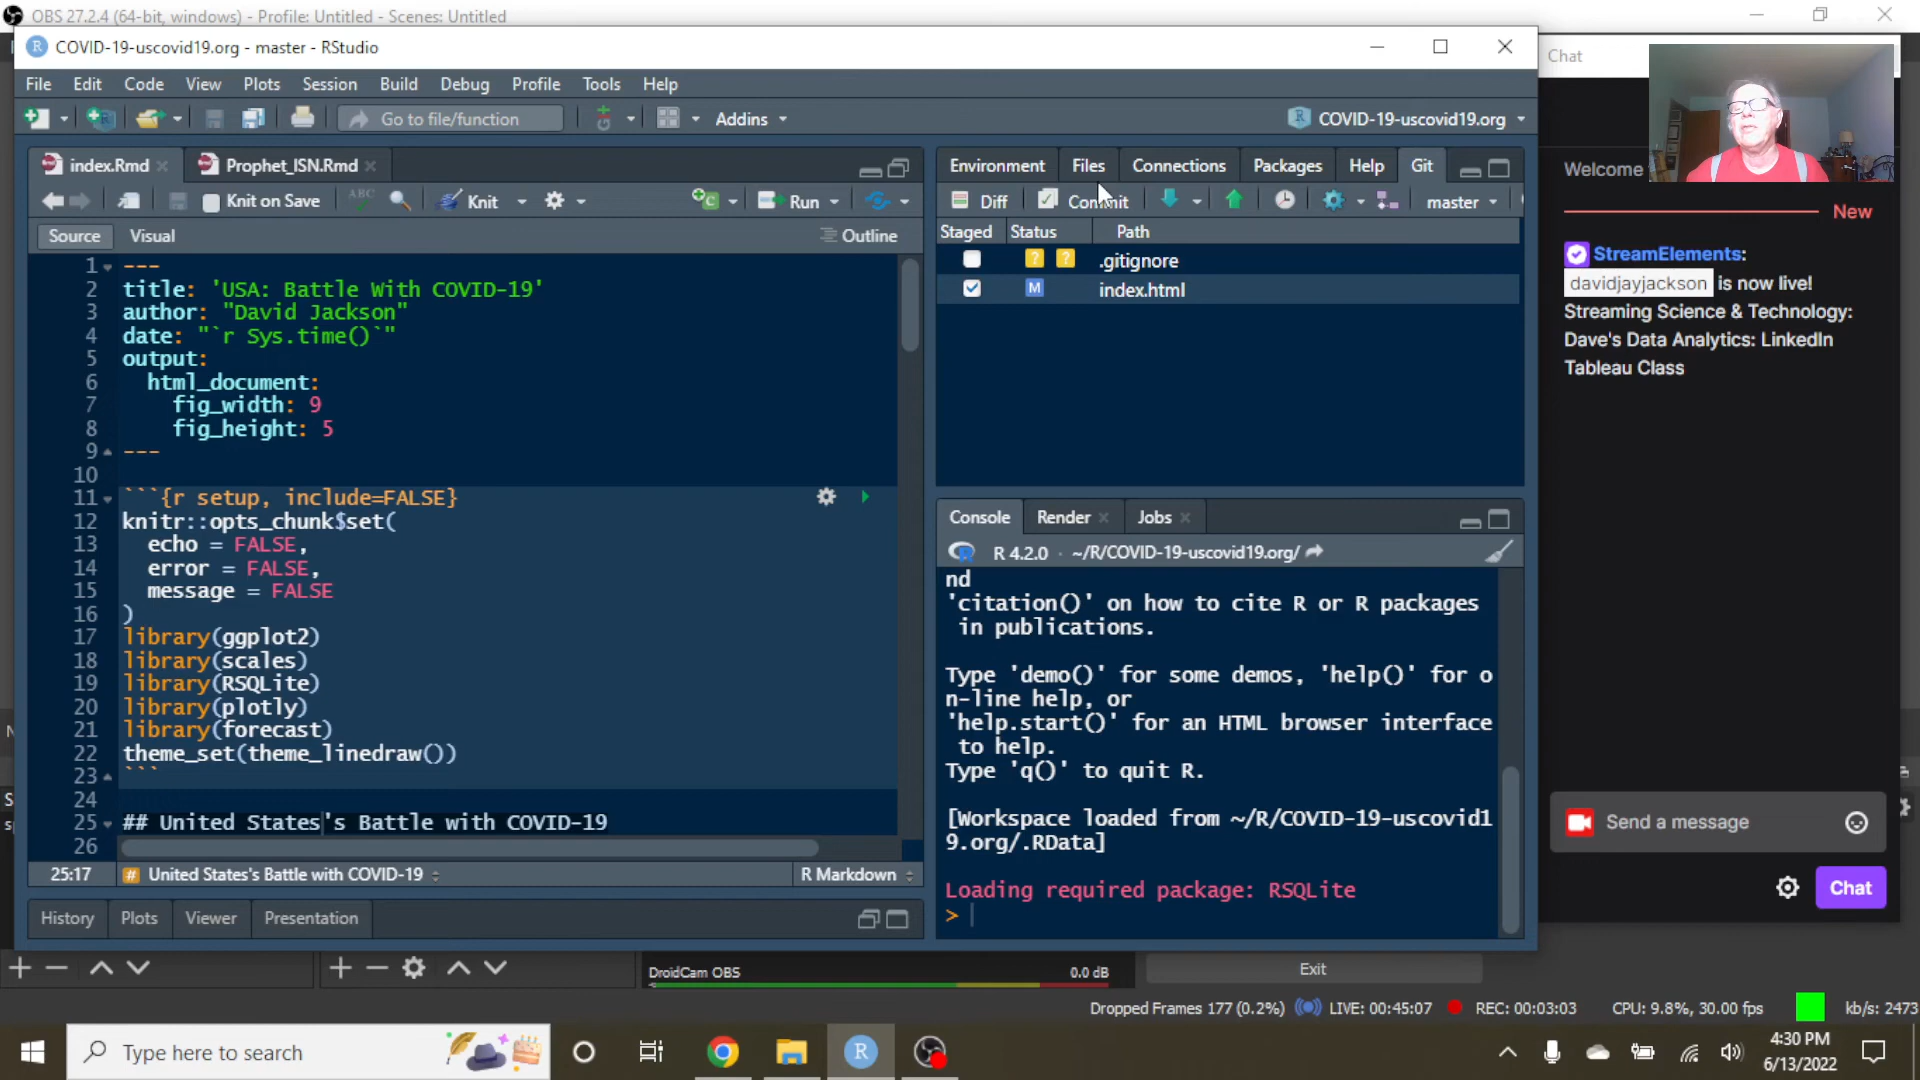 OBS 27.2.4 (64-bit, windows) - Profile: Untitled - Scenes: Untitled
COVID-19-uscovid19.org - master - RStudio
File Edit Code View Plots Session Build Debug Profile Tools Help
Go to file/function
Addins
COVID-19-uscovid19.org
index.Rmd
Prophet_ISN.Rmd
Knit on Save
ABC
Knit
Run
Source
Visual
Outline
1 ---
2 title: 'USA: Battle With COVID-19'
3 author: "David Jackson"
4 date: "`r Sys.time()`"
5 output:
6 html_document:
7 fig_width: 9
8 fig_height: 5
9 ---
10
11 ```{r setup, include=FALSE}
12 knitr::opts_chunk$set(
13 echo = FALSE,
14 error = FALSE,
15 message = FALSE
16 )
17 library(ggplot2)
18 library(scales)
19 library(RSQLite)
20 library(plotly)
21 library(forecast)
22 theme_set(theme_linedraw())
23 ```
24
25 ## United States's Battle with COVID-19
26
25:17
# United States's Battle with COVID-19
R Markdown
History Plots Viewer Presentation
Environment Files Connections Packages Help Git
Diff
Commit
master
Staged Status Path
? ? .gitignore
M index.html
Console Render Jobs
R 4.2.0 · ~/R/COVID-19-uscovid19.org/
nd
'citation()' on how to cite R or R packages
in publications.
Type 'demo()' for some demos, 'help()' for o
n-line help, or
'help.start()' for an HTML browser interface
to help.
Type 'q()' to quit R.
[Workspace loaded from ~/R/COVID-19-uscovid1
9.org/.RData]
Loading required package: RSQLite
>
Chat
Welcome
New
StreamElements:
davidjayjackson is now live!
Streaming Science & Technology:
Dave's Data Analytics: LinkedIn
Tableau Class
Send a message
Chat
DroidCam OBS
0.0 dB
Exit
Dropped Frames 177 (0.2%)
LIVE: 00:45:07
REC: 00:03:03
CPU: 9.8%, 30.00 fps
kb/s: 2473
Type here to search
4:30 PM
6/13/2022